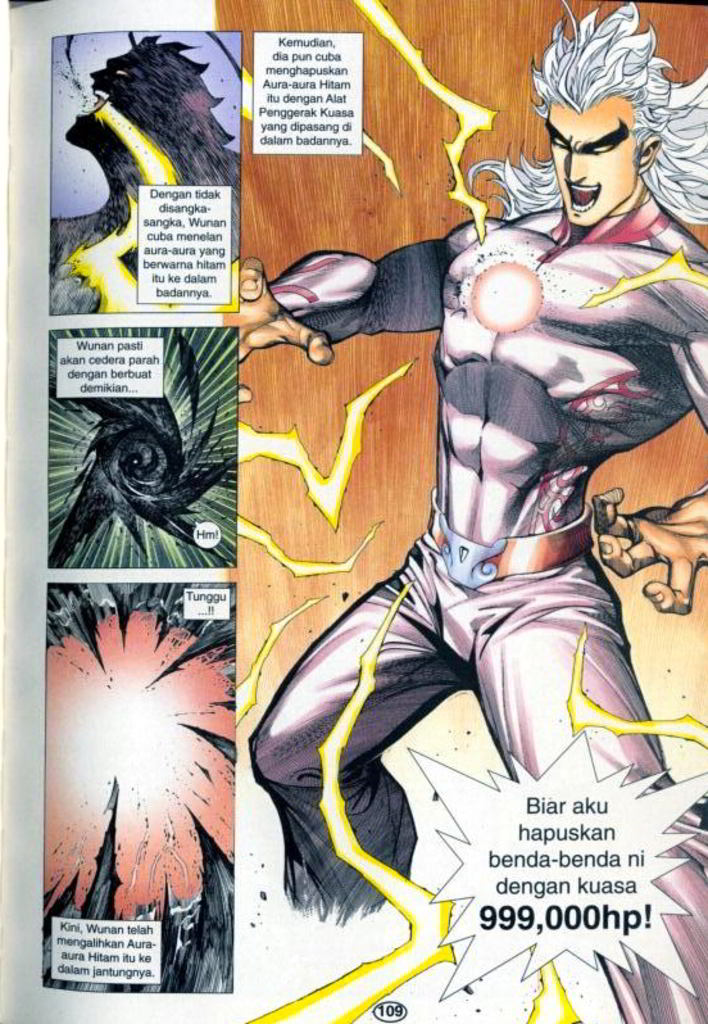 Dengan tidak
disangka-
sangka, Wunan
cuba menelan
aura-aura yang
berwarna hitam
itu ke dalam
badannya.
Wunan pasti
akan cedera parah
dengan berbuat
demikian...
Hm!
Tunggu
...!!
Kini, Wunan telah
mengalihkan Aura-
aura Hitam itu ke
dalam jantungnya.
Kemudian,
dia pun cuba
menghapuskan
Aura-aura Hitam
itu dengan Alat
Penggerak Kuasa
yang dipasang di
dalam badannya.
Biar aku
hapuskan
benda-benda ni
dengan kuasa
999,000hp!
109